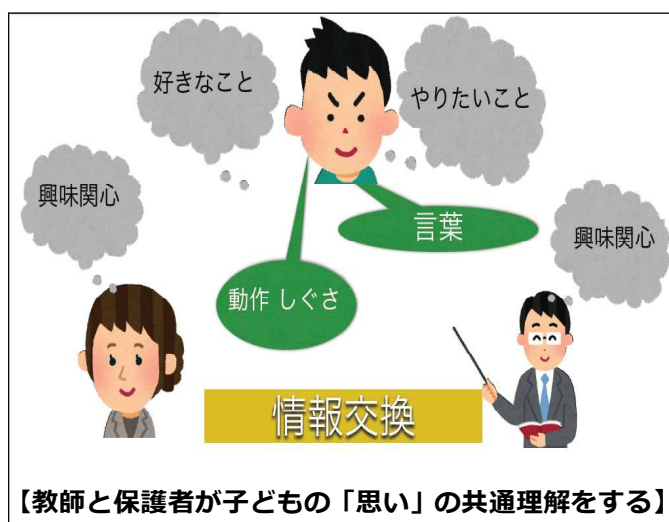 好きなこと
やりたいこと
興味関心
言葉
興味関心
動作 しぐさ
情報交換
【教師と保護者が子どもの「思い」の共通理解をする】